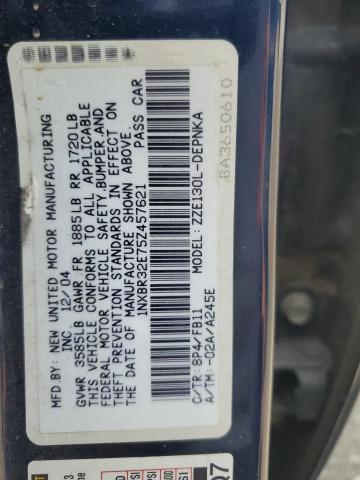 MFD. BY: NEW UNITED MOTOR MANUFACTURING
INC. 12/04
GVWR 3585LB GAWR FR 1885LB RR 1720LB
THIS VEHICLE CONFORMS TO ALL APPLICABLE
FEDERAL MOTOR VEHICLE SAFETY,BUMPER,AND
THEFT PREVENTION STANDARDS IN EFFECT ON
THE DATE OF MANUFACTURE SHOWN ABOVE.
1NXBR32E75Z457621 PASS CAR
C/TR: 8P4/FB11 ZZE130L-DEPNKA
A/TM:-02A/A245E
BA3650610
Q7